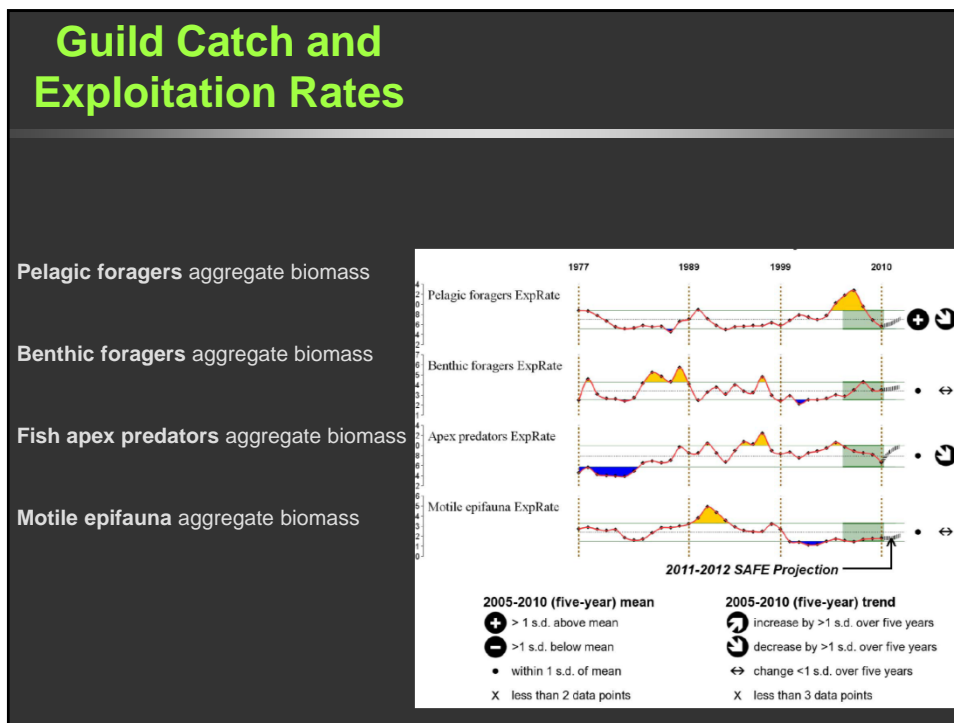 Guild Catch and
Exploitation Rates
Pelagic foragers aggregate biomass
Benthic foragers aggregate biomass
Fish apex predators aggregate biomass
Motile epifauna aggregate biomass
1977 1989 1999 2010
Pelagic foragers ExpRate
Benthic foragers ExpRate
Apex predators ExpRate
Motile epifauna ExpRate
2011-2012 SAFE Projection
2005-2010 (five-year) mean
> 1 s.d. above mean
>1 s.d. below mean
within 1 s.d. of mean
X less than 2 data points
2005-2010 (five-year) trend
increase by >1 s.d. over five years
decrease by >1 s.d. over five years
change <1 s.d. over five years
X less than 3 data points